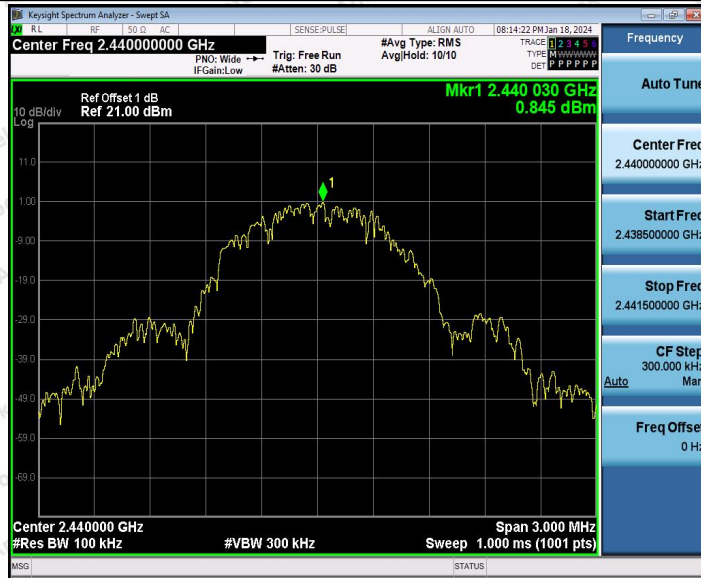 Keysight Spectrum Analyzer - Swept SA
LXI RL RF 50 Ω AC SENSE:PULSE ALIGN AUTO 08:14:22 PM Jan 18, 2024
Center Freq 2.440000000 GHz
PNO: Wide
IFGain:Low
Trig: Free Run
#Atten: 30 dB
#Avg Type: RMS
Avg|Hold: 10/10
TRACE 1 2 3 4 5 6
TYPE M WWWWW
DET P P P P P P
Ref Offset 1 dB
Ref 21.00 dBm
10 dB/div
Log
Mkr1 2.440 030 GHz
0.845 dBm
1
11.0
1.00
-9.00
-19.0
-29.0
-39.0
-49.0
-59.0
-69.0
Center 2.440000 GHz
Span 3.000 MHz
#Res BW 100 kHz
#VBW 300 kHz
Sweep 1.000 ms (1001 pts)
MSG
STATUS
Frequency
Auto Tune
Center Freq
2.440000000 GHz
Start Freq
2.438500000 GHz
Stop Freq
2.441500000 GHz
CF Step
300.000 kHz
Auto Man
Freq Offset
0 Hz